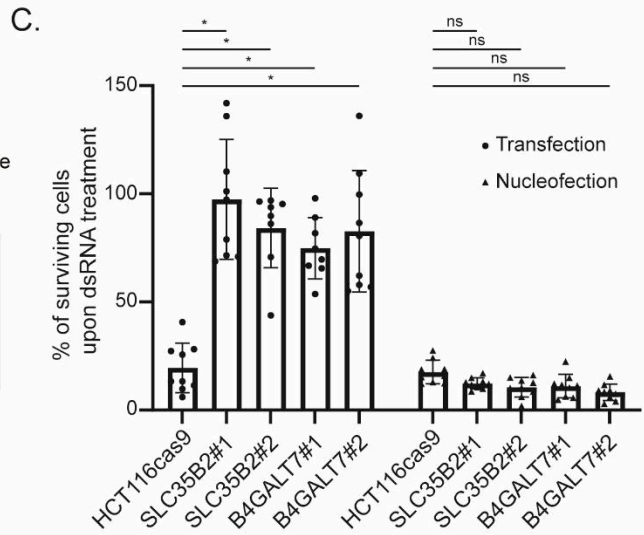 C.
* ns
* ns
* ns
* ns
e
150
100
50
0
% of surviving cells
upon dsRNA treatment
Transfection
Nucleofection
HCT116cas9
SLC35B2#1
SLC35B2#2
B4GALT7#1
B4GALT7#2
HCT116cas9
SLC35B2#1
SLC35B2#2
B4GALT7#1
B4GALT7#2